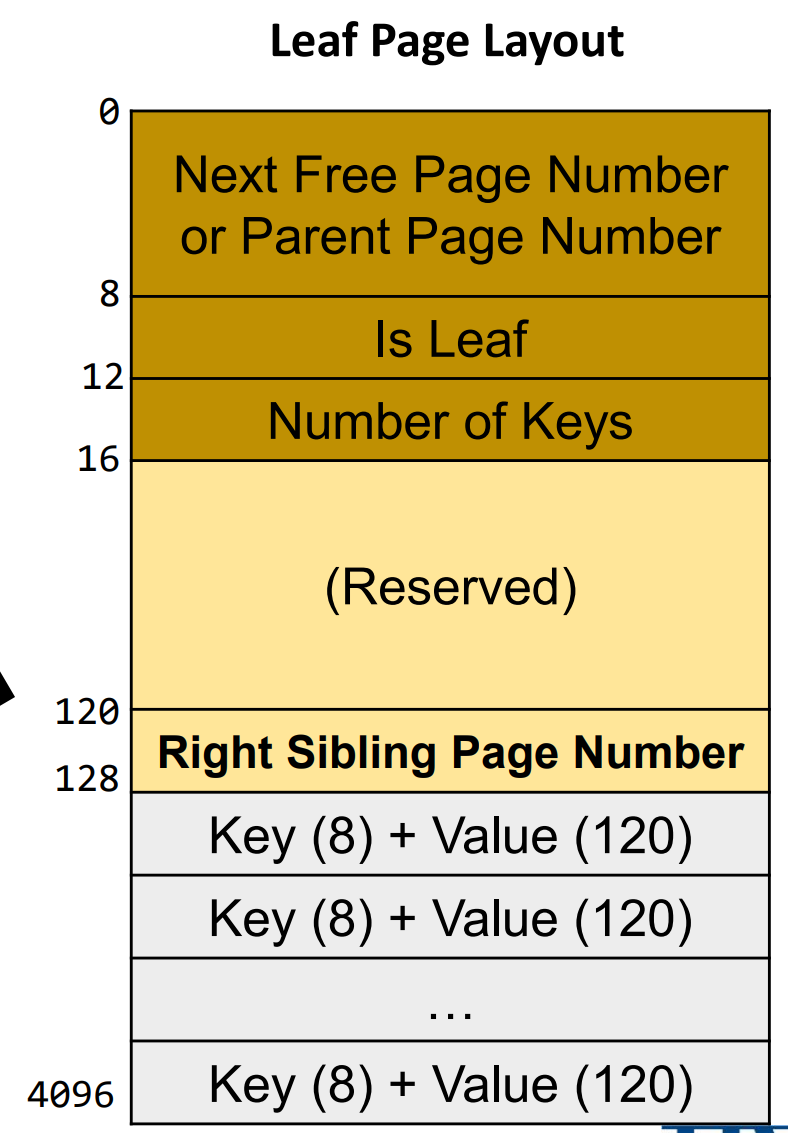 Leaf Page Layout
0
Next Free Page Number
or Parent Page Number
8
Is Leaf
12
Number of Keys
16
(Reserved)
120
Right Sibling Page Number
128
Key (8) + Value (120)
Key (8) + Value (120)
...
Key (8) + Value (120)
4096